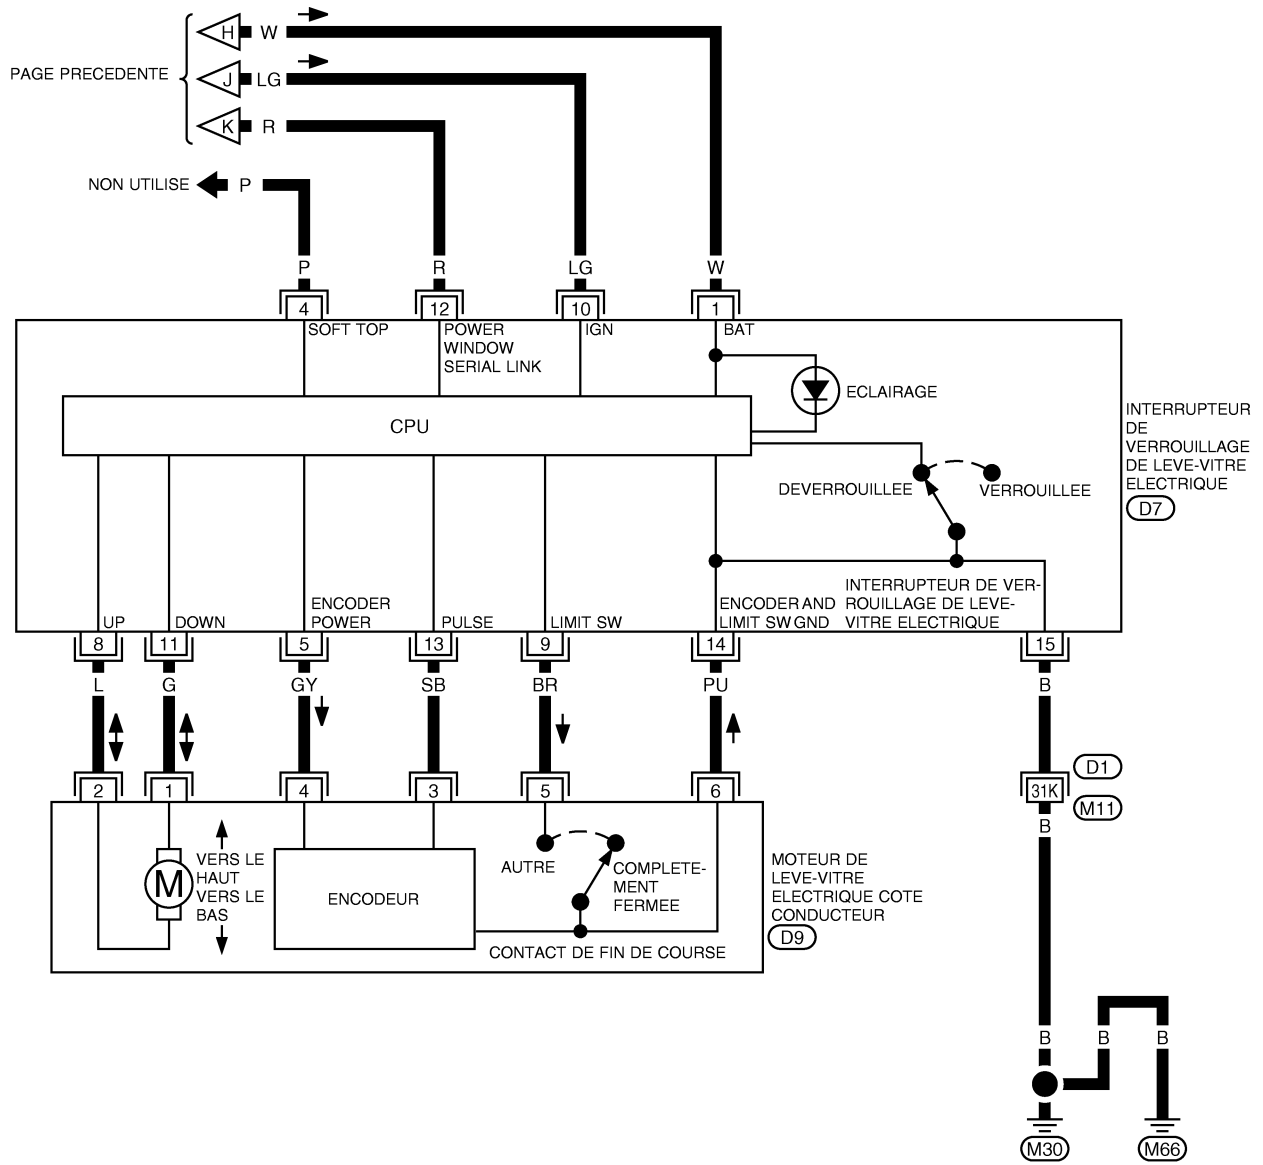 H W
PAGE PRECEDENTE
J LG
K R
NON UTILISE P
P R LG W
4 12 10 1
SOFT TOP
POWER
WINDOW
SERIAL LINK
IGN
BAT
ECLAIRAGE
CPU
INTERRUPTEUR
DE
VERROUILLAGE
DE LEVE-VITRE
ELECTRIQUE
D7
DEVERROUILLEE
VERROUILLEE
UP
DOWN
ENCODER
POWER
PULSE
LIMIT SW
ENCODER AND
LIMIT SW GND
INTERRUPTEUR DE VER-
ROUILLAGE DE LEVE-
VITRE ELECTRIQUE
8 11 5 13 9 14 15
L G GY SB BR PU B
2 1 4 3 5 6 31K
D1
M11
B
M
VERS LE
HAUT
VERS LE
BAS
ENCODEUR
AUTRE
COMPLETE-
MENT
FERMEE
CONTACT DE FIN DE COURSE
MOTEUR DE
LEVE-VITRE
ELECTRIQUE COTE
CONDUCTEUR
D9
B B B
M30 M66